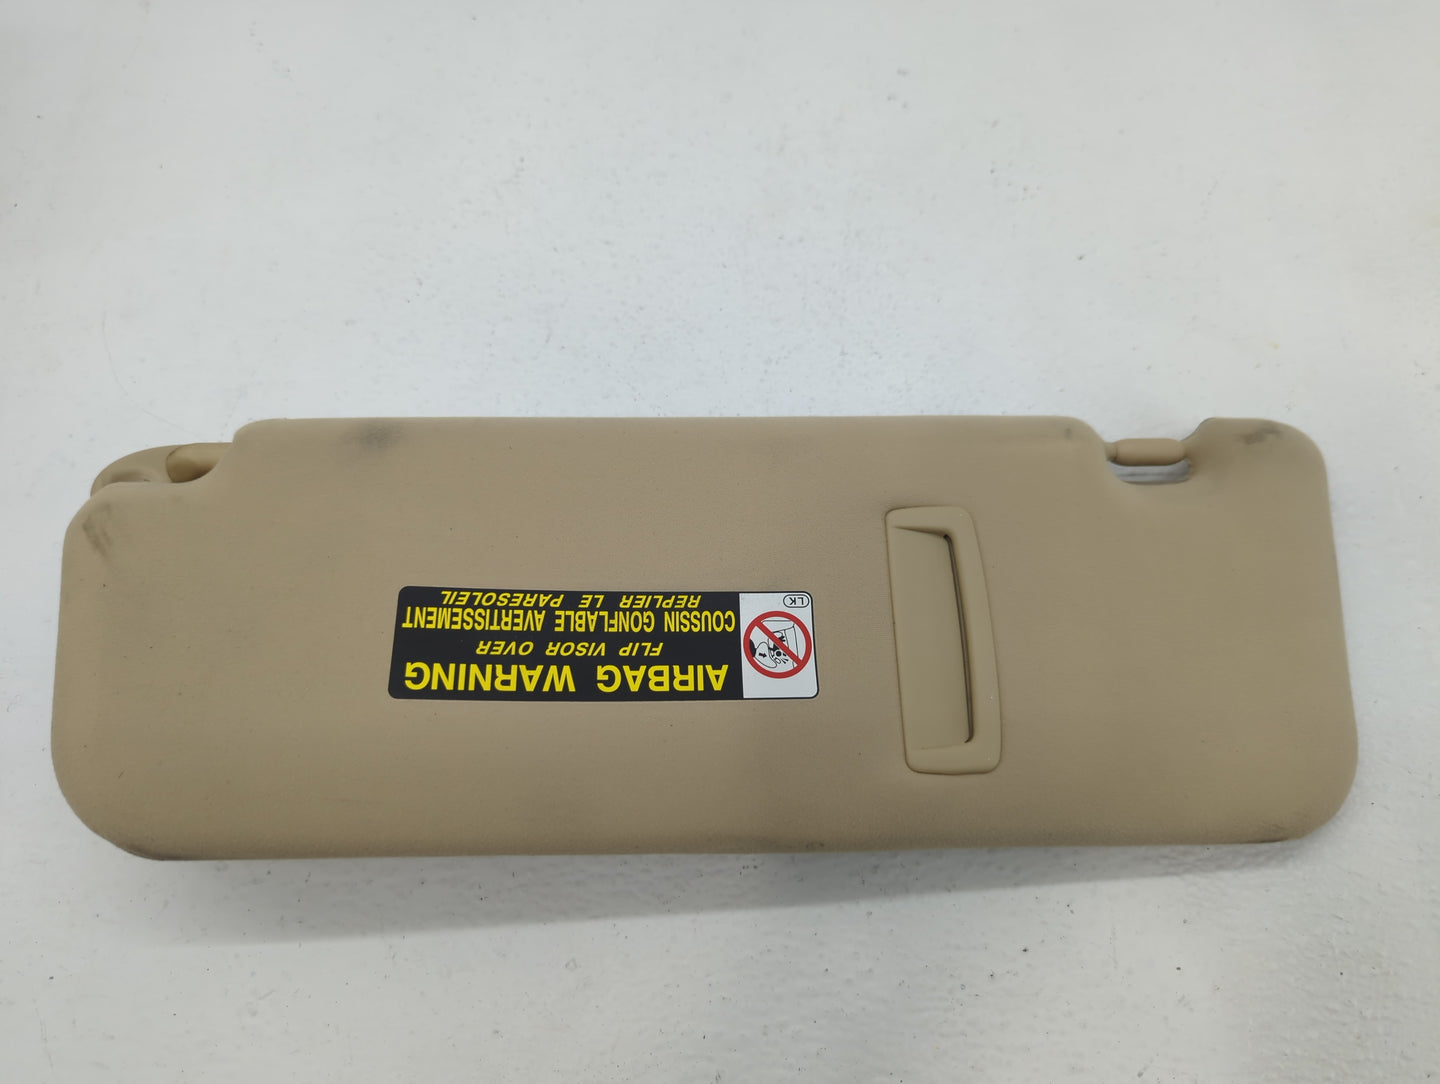 AIRBAG WARNING
FLIP VISOR OVER
COUSSIN GONFLABLE AVERTISSEMENT
REPLIER LE PARESOLEIL
LK